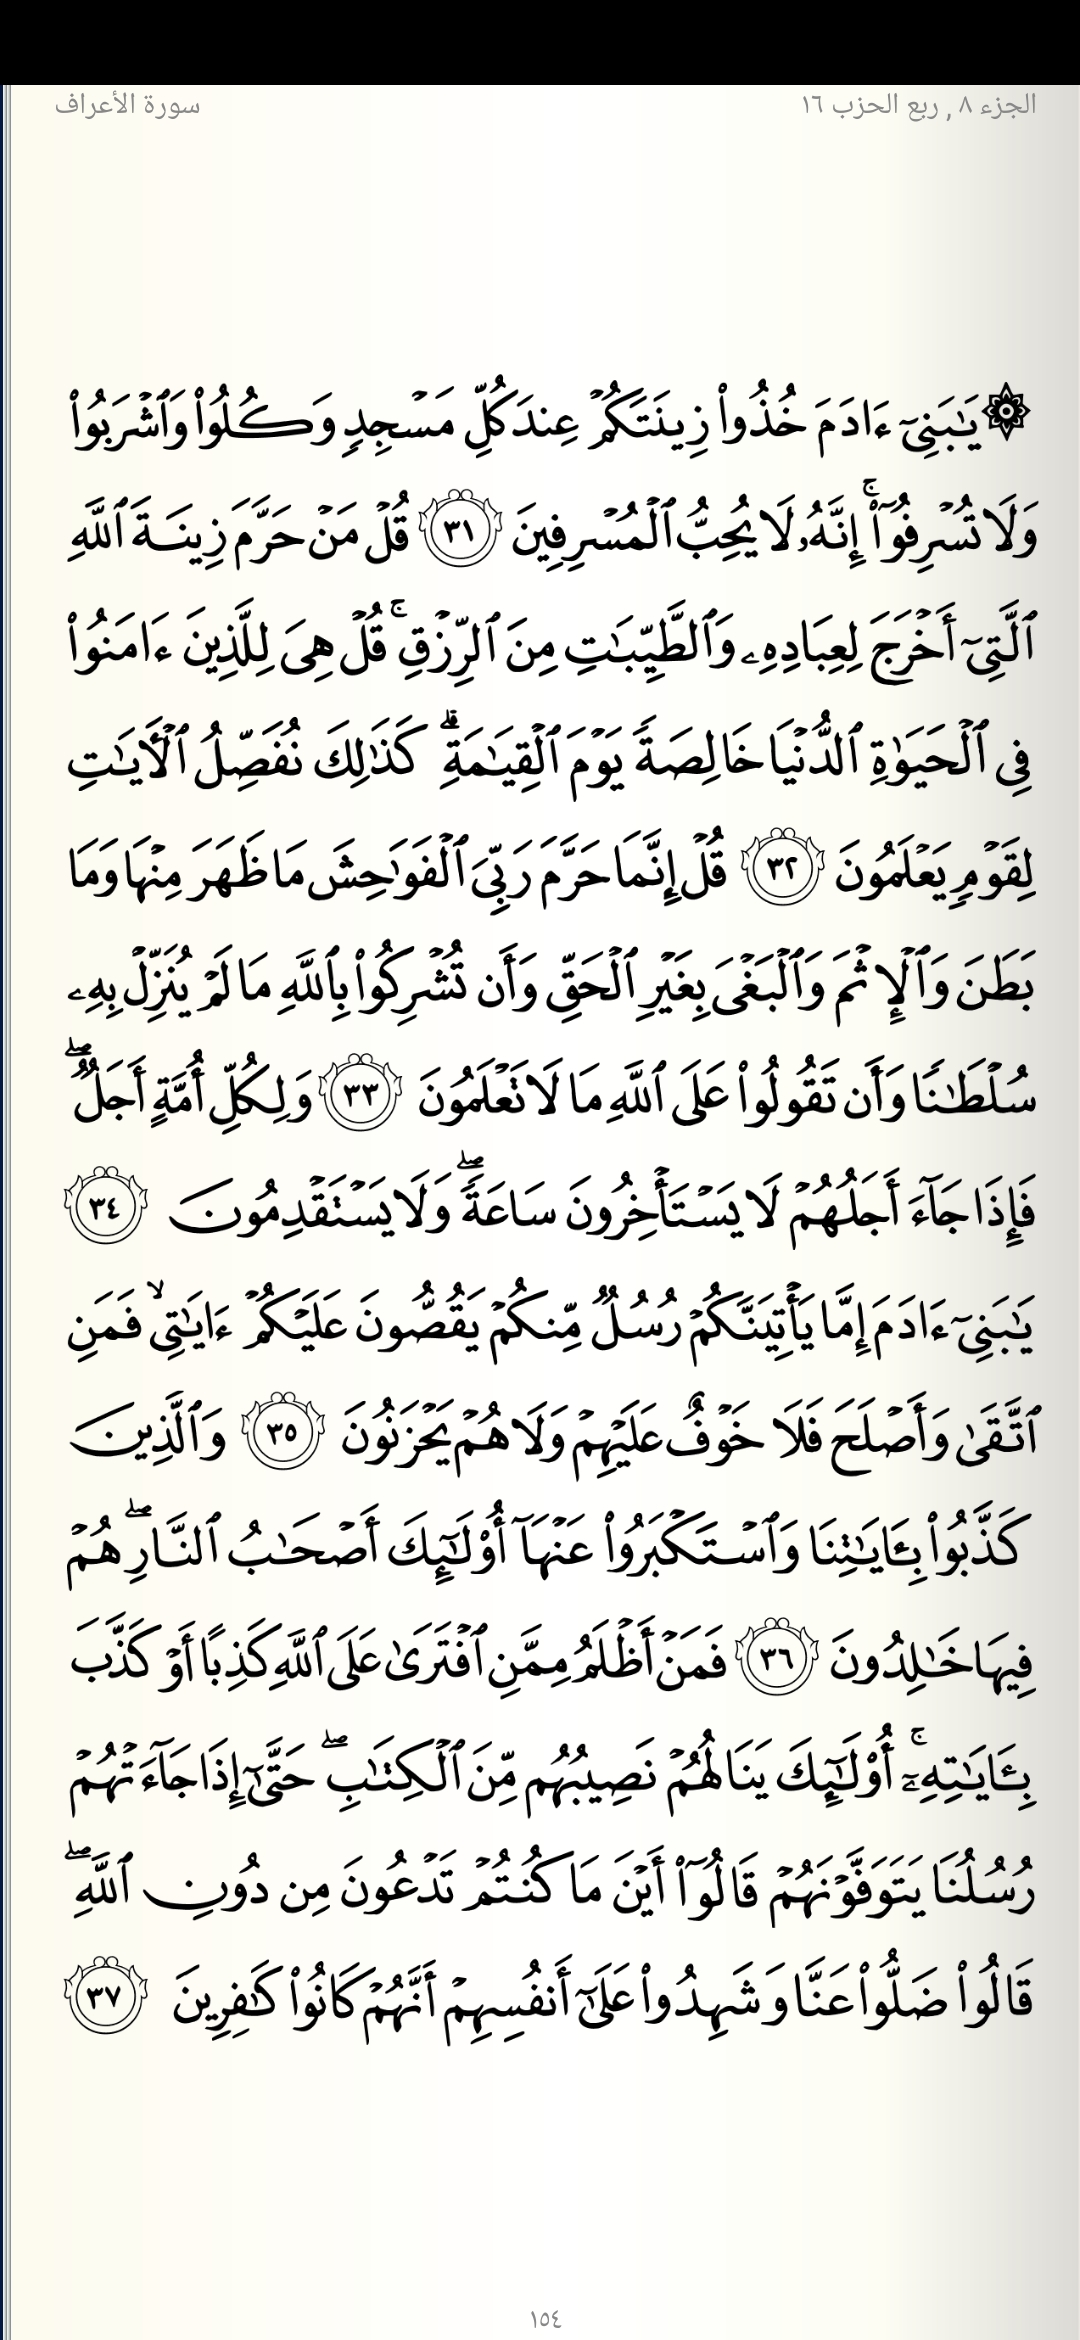 الجزء ٨ , ربع الحزب ١٦
سورة الأعراف
۞ يَٰبَنِيٓ ءَادَمَ خُذُواْ زِينَتَكُمۡ عِندَ كُلِّ مَسۡجِدٖ وَكُلُواْ وَٱشۡرَبُواْ
وَلَا تُسۡرِفُوٓاْۚ إِنَّهُۥ لَا يُحِبُّ ٱلۡمُسۡرِفِينَ ٣١ قُلۡ مَنۡ حَرَّمَ زِينَةَ ٱللَّهِ
ٱلَّتِيٓ أَخۡرَجَ لِعِبَادِهِۦ وَٱلطَّيِّبَٰتِ مِنَ ٱلرِّزۡقِۚ قُلۡ هِيَ لِلَّذِينَ ءَامَنُواْ
فِي ٱلۡحَيَوٰةِ ٱلدُّنۡيَا خَالِصَةٗ يَوۡمَ ٱلۡقِيَٰمَةِۗ كَذَٰلِكَ نُفَصِّلُ ٱلۡأٓيَٰتِ
لِقَوۡمٖ يَعۡلَمُونَ ٣٢ قُلۡ إِنَّمَا حَرَّمَ رَبِّيَ ٱلۡفَوَٰحِشَ مَا ظَهَرَ مِنۡهَا وَمَا
بَطَنَ وَٱلۡإِثۡمَ وَٱلۡبَغۡيَ بِغَيۡرِ ٱلۡحَقِّ وَأَن تُشۡرِكُواْ بِٱللَّهِ مَا لَمۡ يُنَزِّلۡ بِهِۦ
سُلۡطَٰنٗا وَأَن تَقُولُواْ عَلَى ٱللَّهِ مَا لَا تَعۡلَمُونَ ٣٣ وَلِكُلِّ أُمَّةٍ أَجَلٞۖ
فَإِذَا جَآءَ أَجَلُهُمۡ لَا يَسۡتَأۡخِرُونَ سَاعَةٗۖ وَلَا يَسۡتَقۡدِمُونَ ٣٤
يَٰبَنِيٓ ءَادَمَ إِمَّا يَأۡتِيَنَّكُمۡ رُسُلٞ مِّنكُمۡ يَقُصُّونَ عَلَيۡكُمۡ ءَايَٰتِي ۙ فَمَنِ
ٱتَّقَىٰ وَأَصۡلَحَ فَلَا خَوۡفٌ عَلَيۡهِمۡ وَلَا هُمۡ يَحۡزَنُونَ ٣٥ وَٱلَّذِينَ
كَذَّبُواْ بِـَٔايَٰتِنَا وَٱسۡتَكۡبَرُواْ عَنۡهَآ أُوْلَٰٓئِكَ أَصۡحَٰبُ ٱلنَّارِۖ هُمۡ
فِيهَا خَٰلِدُونَ ٣٦ فَمَنۡ أَظۡلَمُ مِمَّنِ ٱفۡتَرَىٰ عَلَى ٱللَّهِ كَذِبًا أَوۡ كَذَّبَ
بِـَٔايَٰتِهِۦٓۚ أُوْلَٰٓئِكَ يَنَالُهُمۡ نَصِيبُهُم مِّنَ ٱلۡكِتَٰبِۖ حَتَّىٰٓ إِذَا جَآءَتۡهُمۡ
رُسُلُنَا يَتَوَفَّوۡنَهُمۡ قَالُوٓاْ أَيۡنَ مَا كُنتُمۡ تَدۡعُونَ مِن دُونِ ٱللَّهِۖ
قَالُواْ ضَلُّواْ عَنَّا وَشَهِدُواْ عَلَىٰٓ أَنفُسِهِمۡ أَنَّهُمۡ كَانُواْ كَٰفِرِينَ ٣٧
١٥٤